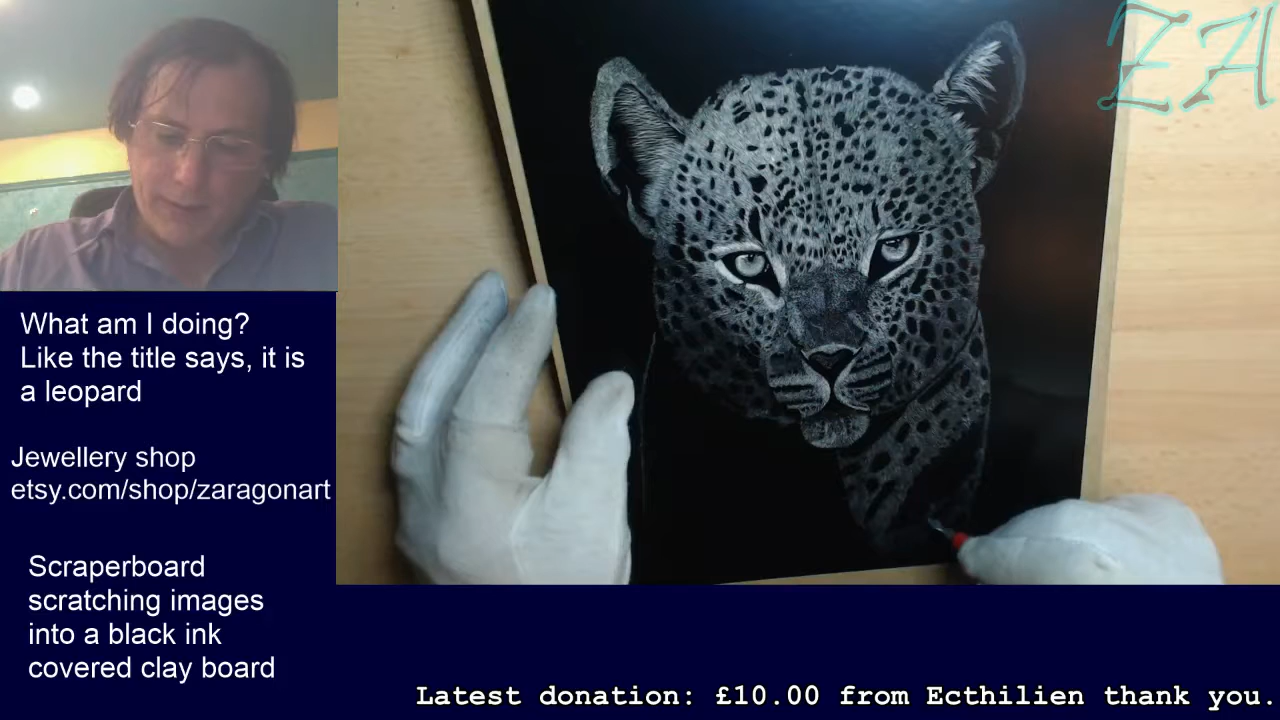 ZA
What am I doing?
Like the title says, it is
a leopard
Jewellery shop
etsy.com/shop/zaragonart
Scraperboard
scratching images
into a black ink
covered clay board
Latest donation: £10.00 from Ecthilien thank you.